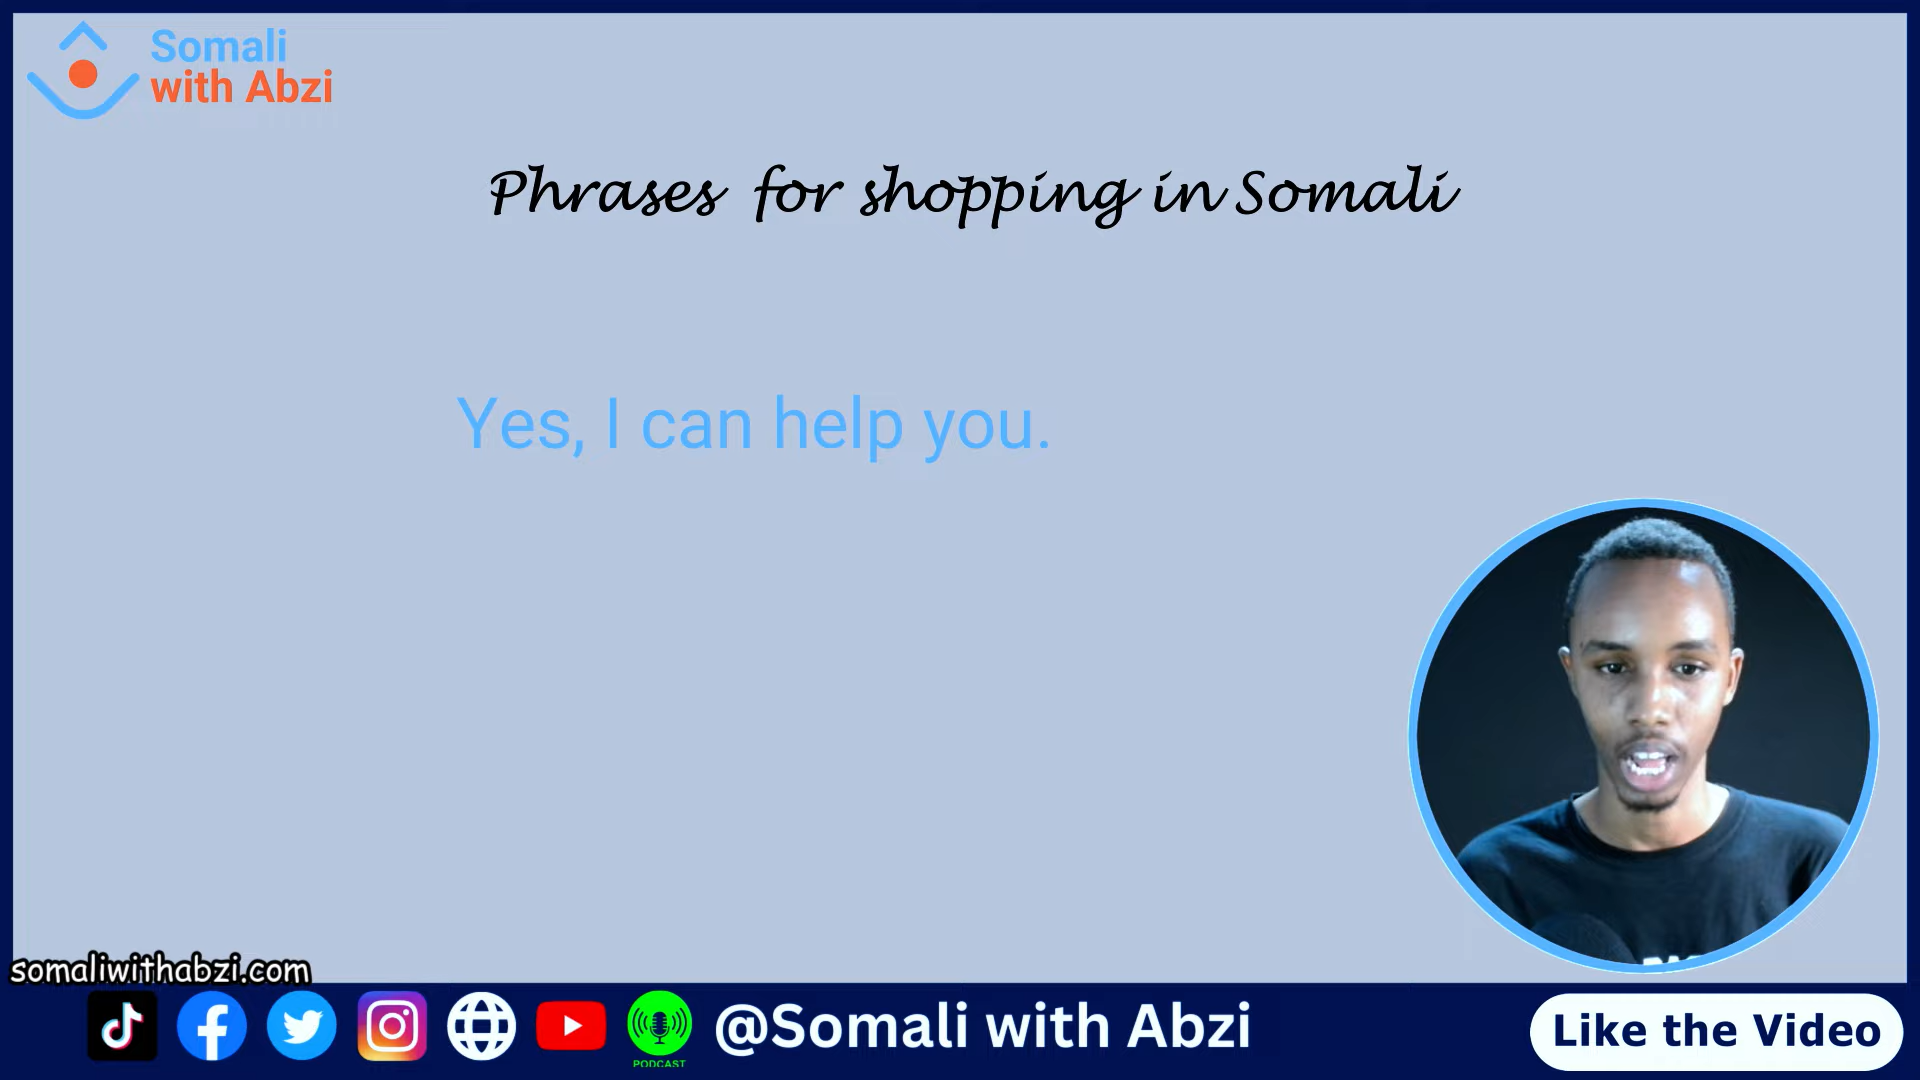 Somali
with Abzi
Phrases for shopping in Somali
Yes, I can help you.
somaliwithabzi.com
PODCAST
@Somali with Abzi
Like the Video